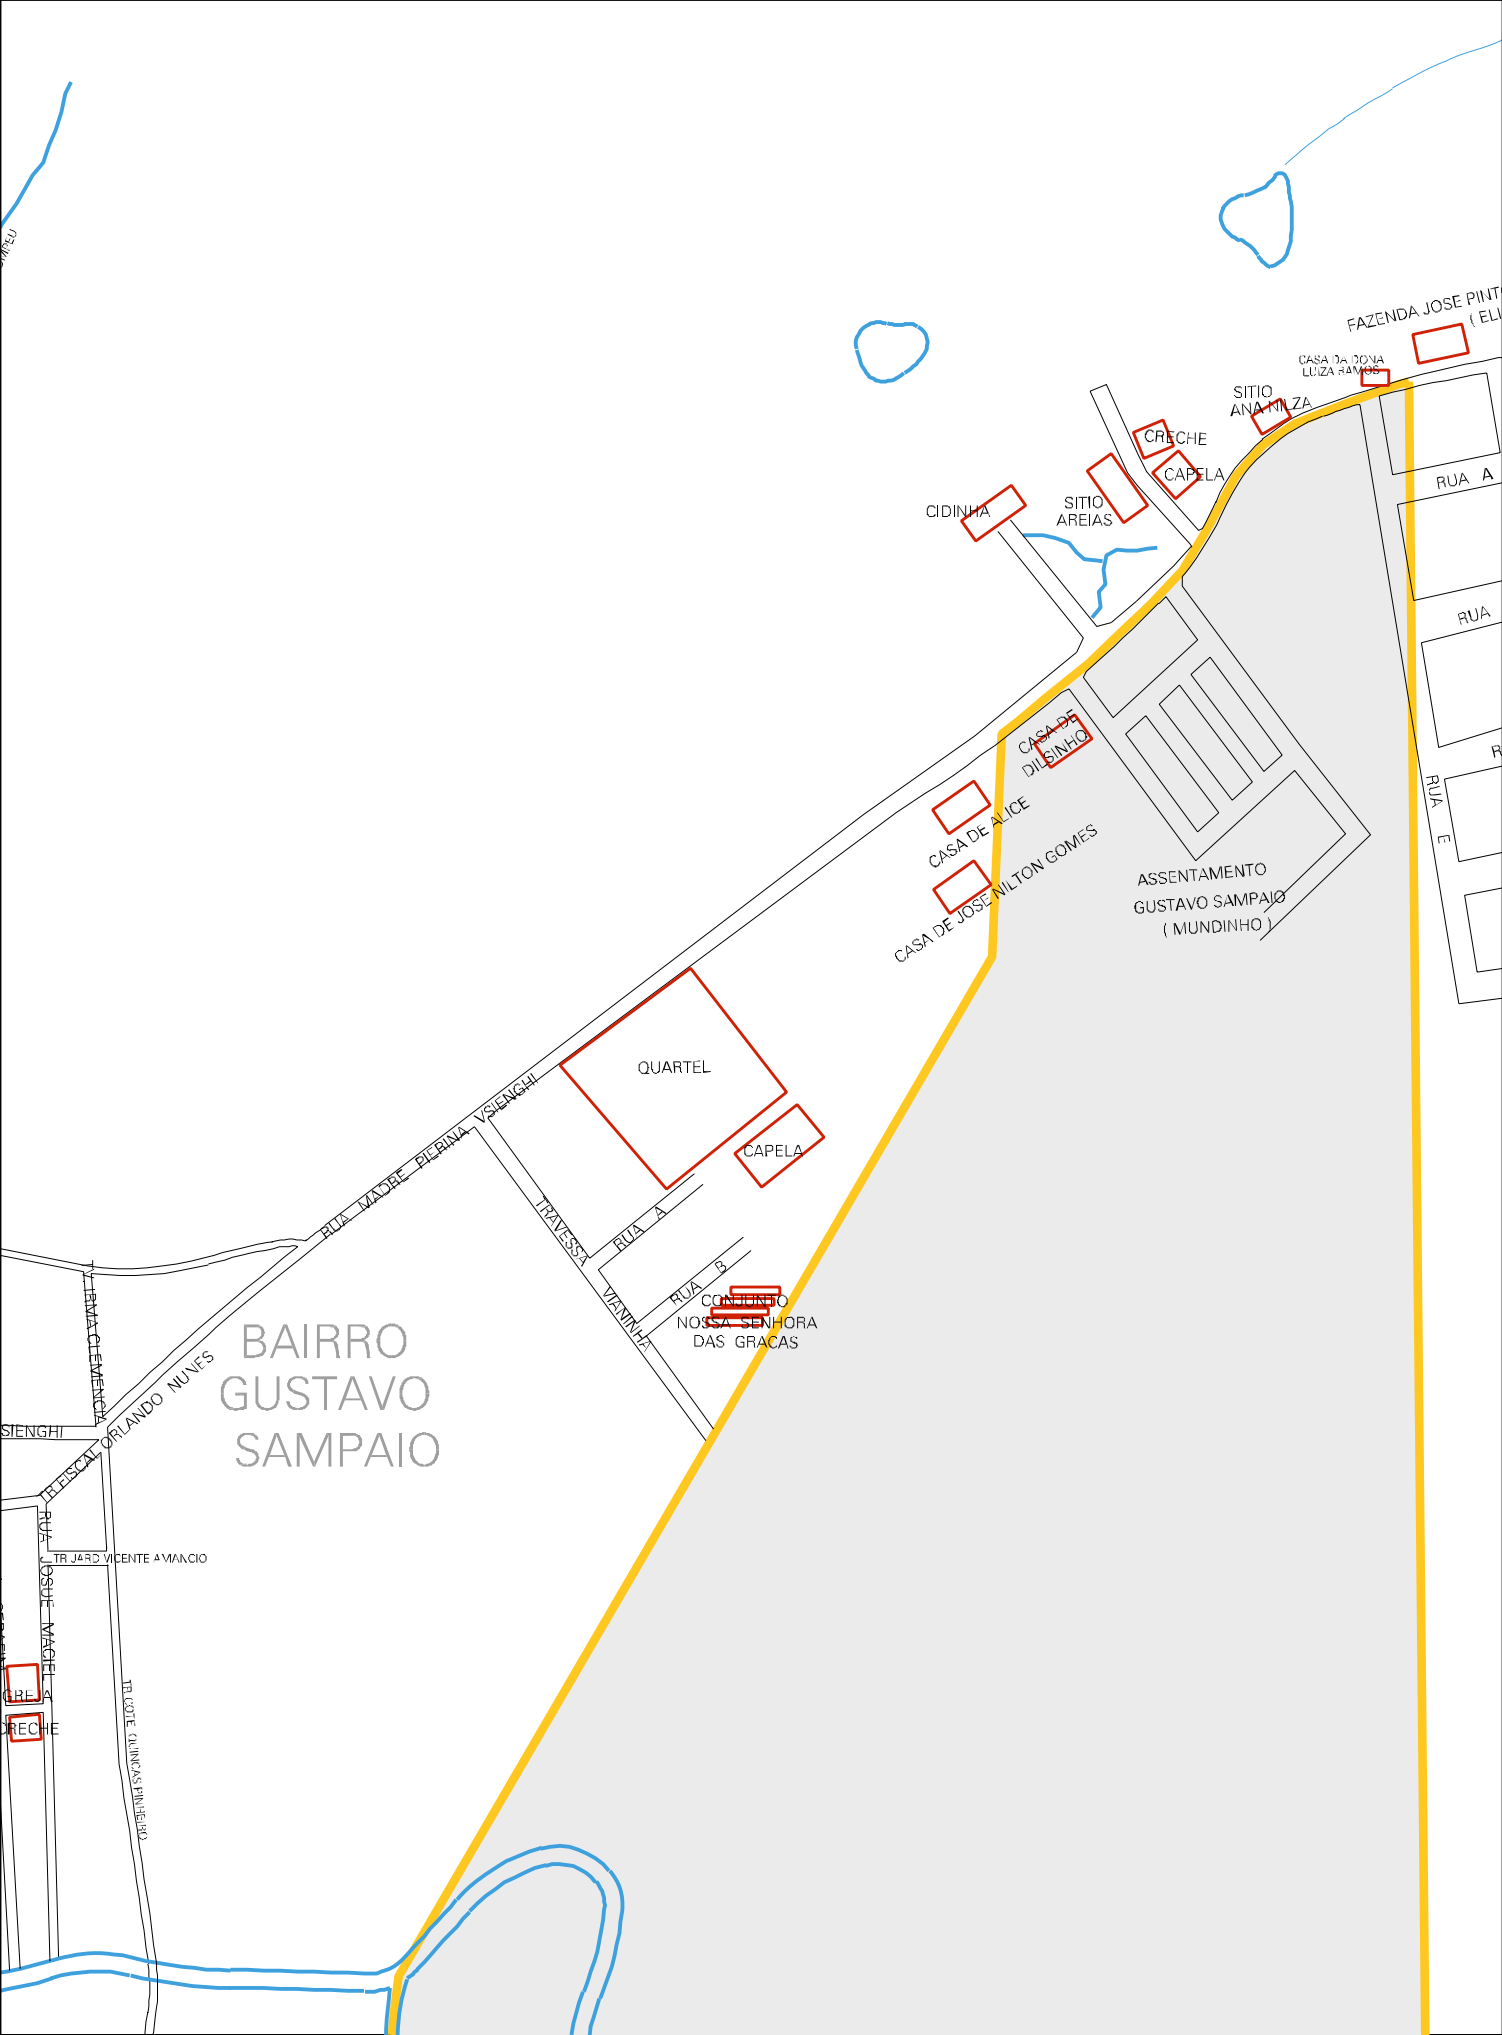 FAZENDA JOSE PINT
( ELI
CASA DA DONA
LUIZA RAMOS
SITIO
ANA NILZA
CRECHE
CAPELA
SITIO
AREIAS
CIDINHA
RUA A
RUA
RUA E
CASA DE
DILSINHO
CASA DE ALICE
CASA DE JOSE NILTON GOMES
ASSENTAMENTO
GUSTAVO SAMPAIO
( MUNDINHO )
QUARTEL
CAPELA
RUA MADRE PIERINA VSIENGHI
TRAVESSA VIANINHA
RUA A
RUA B
CONJUNTO
NOSSA SENHORA
DAS GRACAS
BAIRRO
GUSTAVO
SAMPAIO
T IRMA CLEMENCIA
SIENGHI
TR FISCAL ORLANDO NUNES
RUA JOSUE MACIEL
TR JARD VICENTE AMANCIO
TR COTE QUINCAS PINHEIRO
GREJA
CRECHE